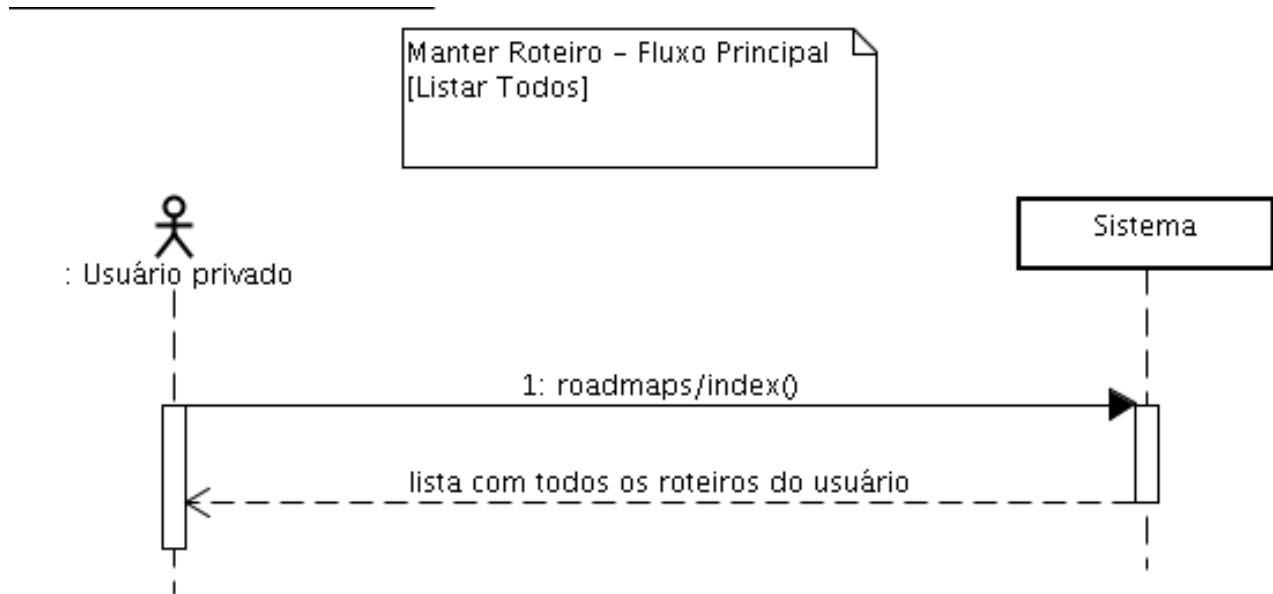 Manter Roteiro – Fluxo Principal
[Listar Todos]
Sistema
: Usuário privado
1: roadmaps/index()
lista com todos os roteiros do usuário